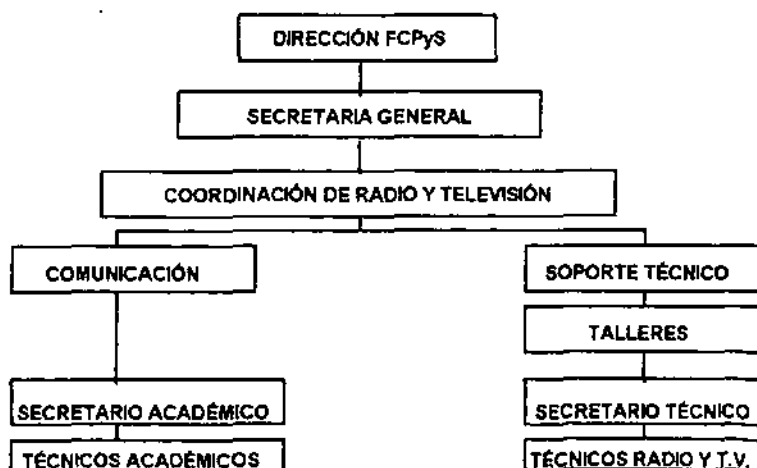 DIRECCIÓN FCPyS
SECRETARIA GENERAL
COORDINACIÓN DE RADIO Y TELEVISIÓN
COMUNICACIÓN
SOPORTE TÉCNICO
TALLERES
SECRETARIO ACADÉMICO
SECRETARIO TÉCNICO
TÉCNICOS ACADÉMICOS
TÉCNICOS RADIO Y T.V.